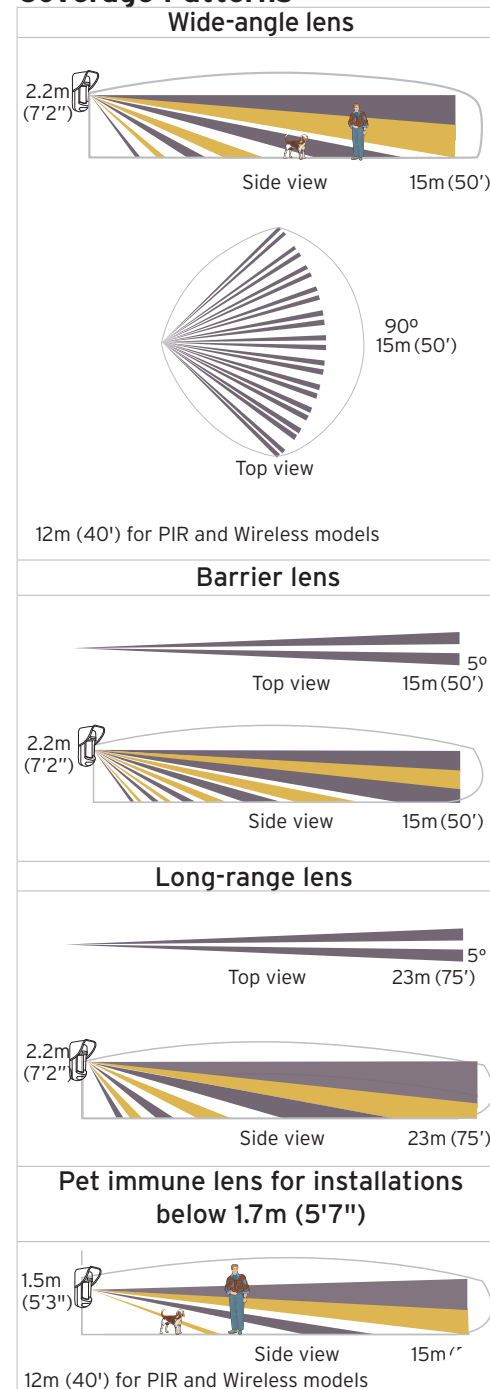 Coverage Patterns
Wide-angle lens
2.2m
(7'2")
Side view 15m (50')
90º
15m (50')
Top view
12m (40') for PIR and Wireless models
Barrier lens
5º
Top view 15m (50')
2.2m
(7'2")
Side view 15m (50')
Long-range lens
5º
Top view 23m (75')
2.2m
(7'2")
Side view 23m (75')
Pet immune lens for installations
below 1.7m (5'7")
1.5m
(5'3")
Side view 15m
12m (40') for PIR and Wireless models